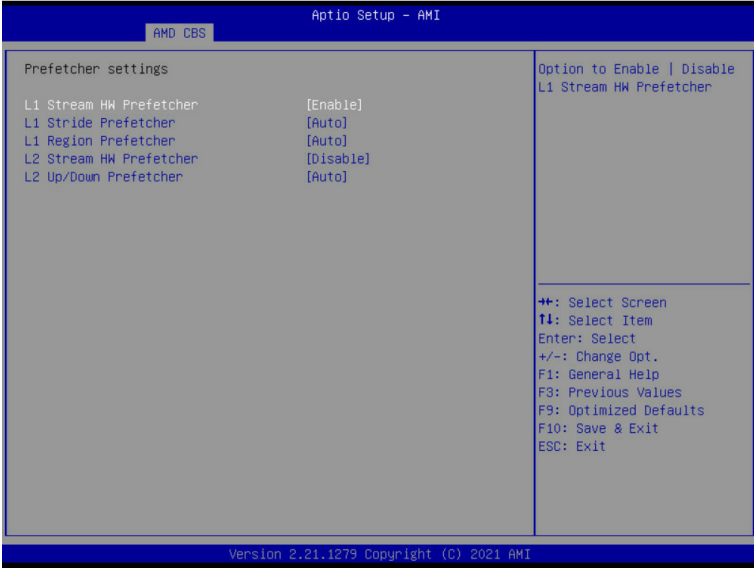 Aptio Setup - AMI
AMD CBS
Prefetcher settings
L1 Stream HW Prefetcher [Enable]
L1 Stride Prefetcher [Auto]
L1 Region Prefetcher [Auto]
L2 Stream HW Prefetcher [Disable]
L2 Up/Down Prefetcher [Auto]
Option to Enable | Disable
L1 Stream HW Prefetcher
→←: Select Screen
↑↓: Select Item
Enter: Select
+/-: Change Opt.
F1: General Help
F3: Previous Values
F9: Optimized Defaults
F10: Save & Exit
ESC: Exit
Version 2.21.1279 Copyright (C) 2021 AMI